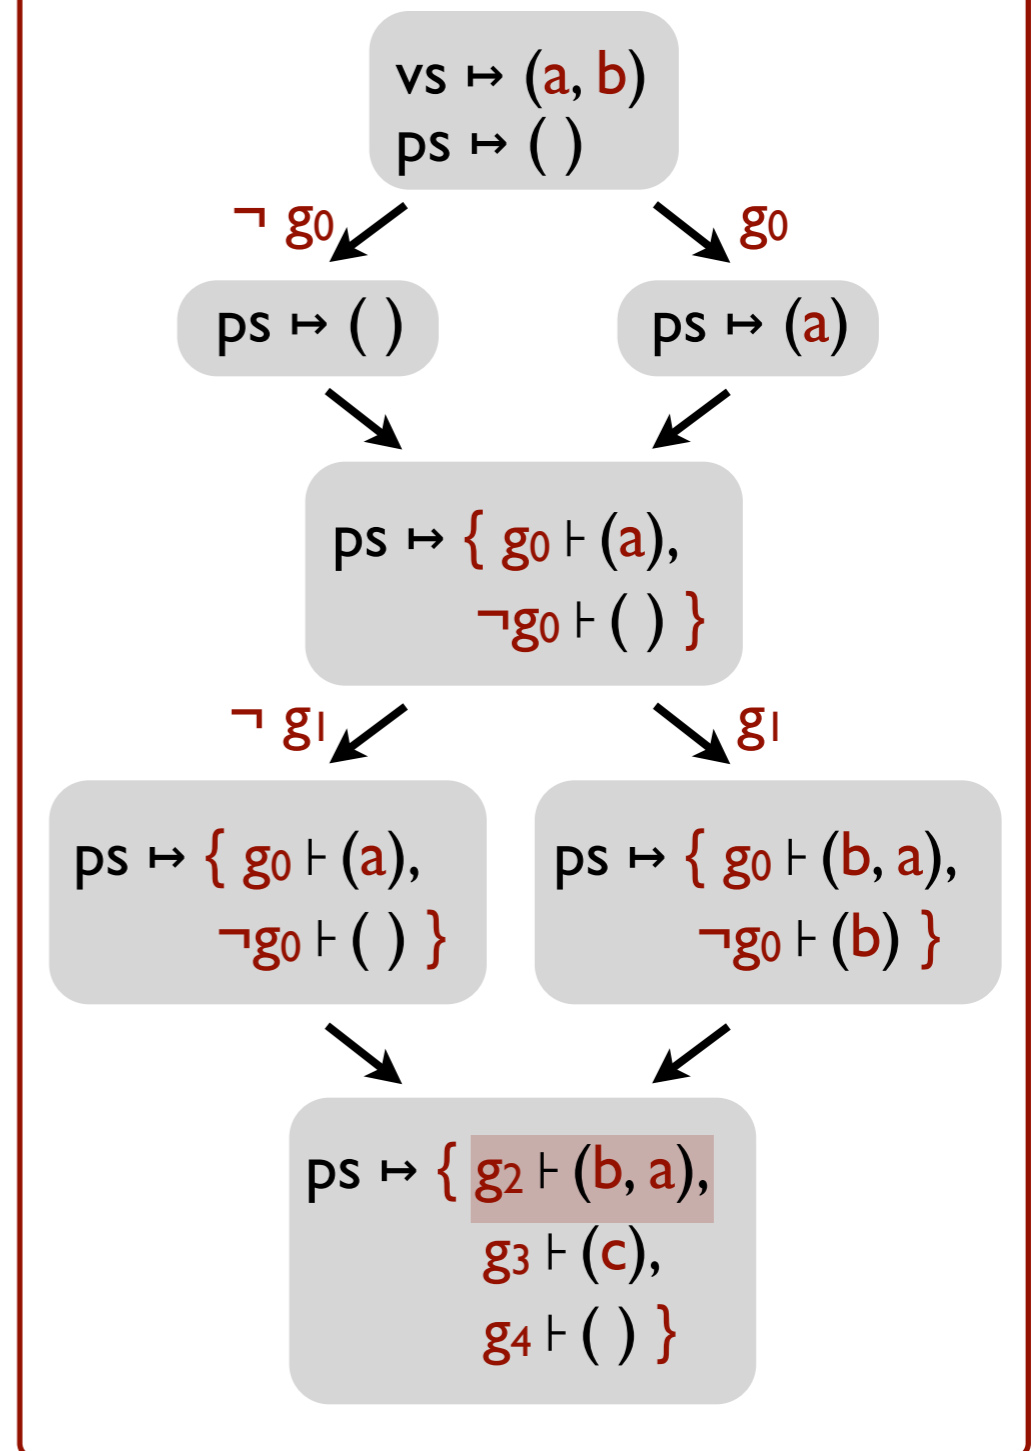 vs ↦ (a, b)
ps ↦ ( )
¬ g₀
g₀
ps ↦ ( )
ps ↦ (a)
ps ↦ { g₀ ⊦ (a),
¬g₀ ⊦ ( ) }
¬ g₁
g₁
ps ↦ { g₀ ⊦ (a),
¬g₀ ⊦ ( ) }
ps ↦ { g₀ ⊦ (b, a),
¬g₀ ⊦ (b) }
ps ↦ { g₂ ⊦ (b, a),
g₃ ⊦ (c),
g₄ ⊦ ( ) }